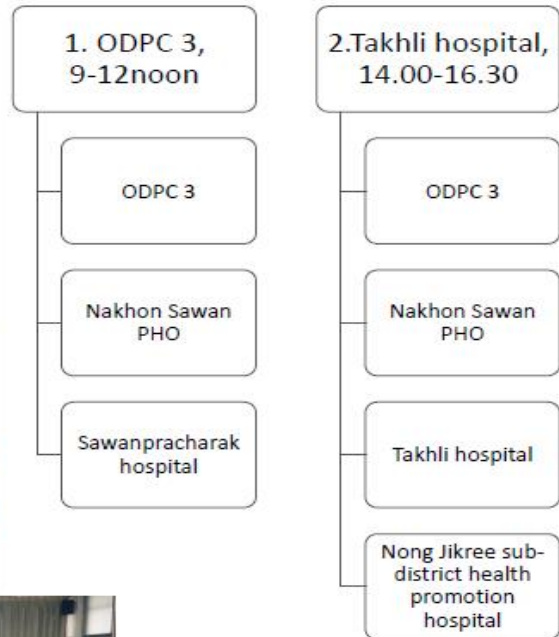 1. ODPC 3,
9-12noon
ODPC 3
Nakhon Sawan
PHO
Sawanpracharak
hospital
2.Takhli hospital,
14.00-16.30
ODPC 3
Nakhon Sawan
PHO
Takhli hospital
Nong Jikree sub-
district health
promotion
hospital